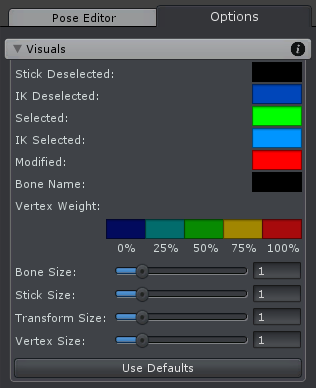 Pose Editor Options
Visuals
Stick Deselected:
IK Deselected:
Selected:
IK Selected:
Modified:
Bone Name:
Vertex Weight:
0% 25% 50% 75% 100%
Bone Size: 1
Stick Size: 1
Transform Size: 1
Vertex Size: 1
Use Defaults